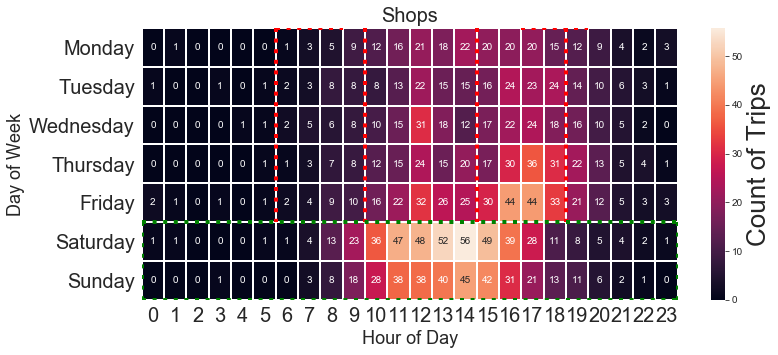 Shops
Day of Week
Monday 0 1 0 0 0 0 1 3 5 9 12 16 21 18 22 20 20 20 15 12 9 4 2 3
Tuesday 1 0 0 1 0 1 2 3 8 8 8 13 22 15 15 16 24 23 24 14 10 6 3 1
Wednesday 0 0 0 0 1 1 2 5 6 8 10 15 31 18 12 17 22 24 18 16 10 5 2 0
Thursday 0 0 0 0 0 1 1 3 7 8 12 15 24 15 20 17 30 36 31 22 13 5 4 1
Friday 2 1 0 1 0 1 2 4 9 10 16 22 32 26 25 30 44 44 33 21 12 5 3 3
Saturday 1 1 0 0 0 1 1 4 13 23 36 47 48 52 56 49 39 28 11 8 5 4 2 1
Sunday 0 0 0 1 0 0 0 3 8 18 28 38 38 40 45 42 31 21 13 11 6 2 1 0
0 1 2 3 4 5 6 7 8 9 10 11 12 13 14 15 16 17 18 19 20 21 22 23
Hour of Day
50
40
30
20
10
0
Count of Trips